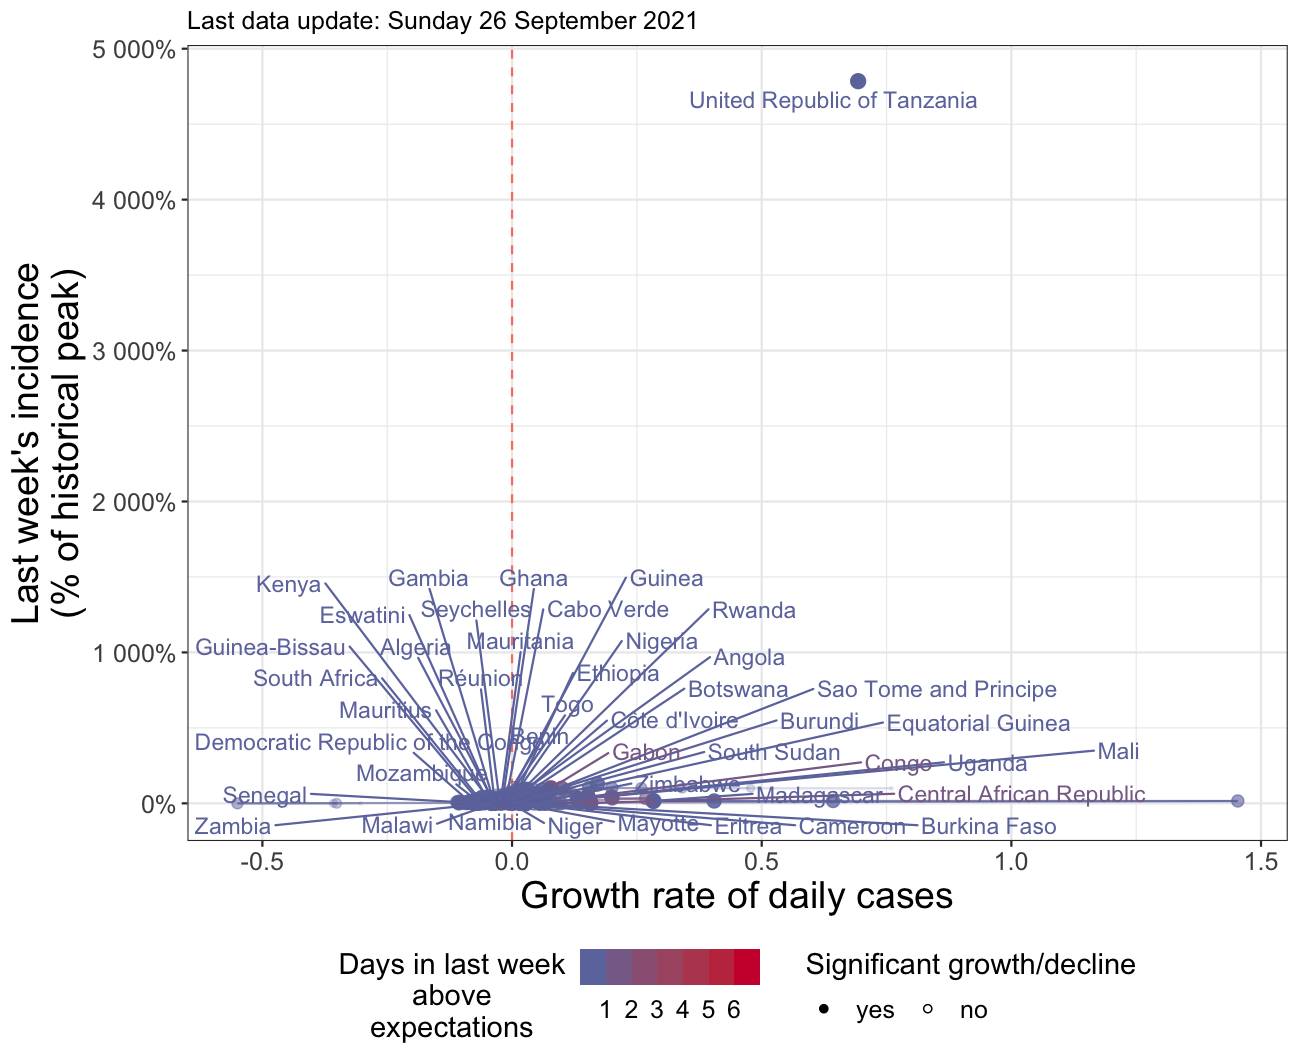 Last data update: Sunday 26 September 2021
5 000%
United Republic of Tanzania
4 000%
3 000%
2 000%
Last week's incidence
(% of historical peak)
Kenya
Gambia
Ghana
Guinea
Eswatini
Seychelles
Cabo Verde
Rwanda
Guinea-Bissau
Algeria
Mauritania
Nigeria
1 000%
Angola
South Africa
Réunion
Ethiopia
Botswana
Sao Tome and Principe
Mauritius
Togo
Côte d'Ivoire
Burundi
Equatorial Guinea
Democratic Republic of the Congo
Benin
Gabon
South Sudan
Mali
Congo
Uganda
Mozambique
Zimbabwe
Senegal
Madagascar
Central African Republic
0%
Zambia
Malawi
Namibia
Niger
Mayotte
Eritrea
Cameroon
Burkina Faso
-0.5
0.0
0.5
1.0
1.5
Growth rate of daily cases
Days in last week
above
expectations
1 2 3 4 5 6
Significant growth/decline
yes
no